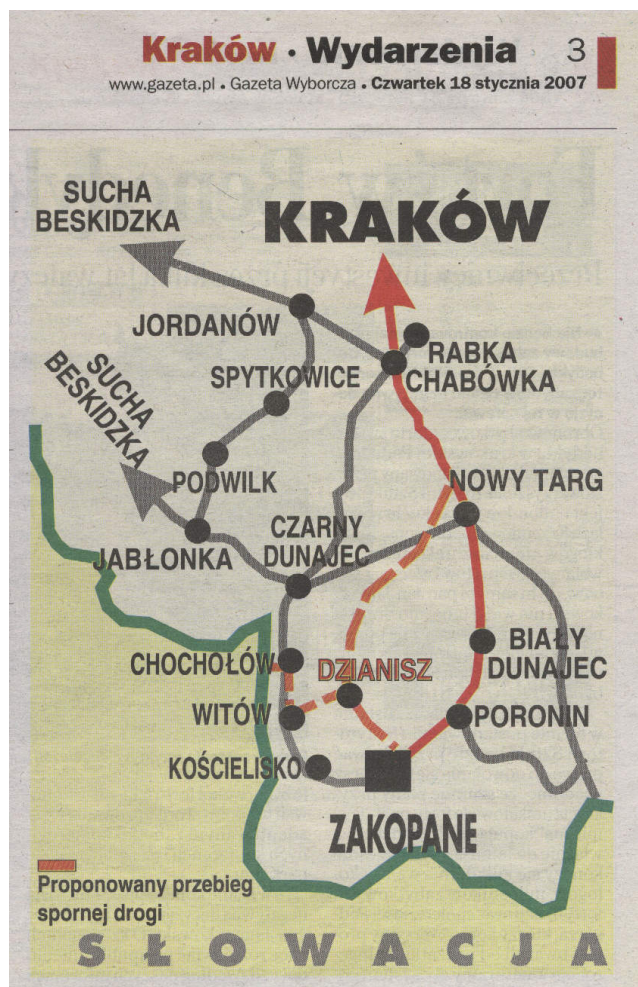 Kraków • Wydarzenia 3
www.gazeta.pl • Gazeta Wyborcza • Czwartek 18 stycznia 2007
SUCHA
BESKIDZKA
KRAKÓW
JORDANÓW
RABKA
CHABÓWKA
SPYTKOWICE
SUCHA
BESKIDZKA
PODWILK
NOWY TARG
CZARNY
DUNAJEC
JABŁONKA
BIAŁY
DUNAJEC
CHOCHOŁÓW
DZIANISZ
WITÓW
PORONIN
KOŚCIELISKO
ZAKOPANE
Proponowany przebieg
spornej drogi
SŁOWACJA